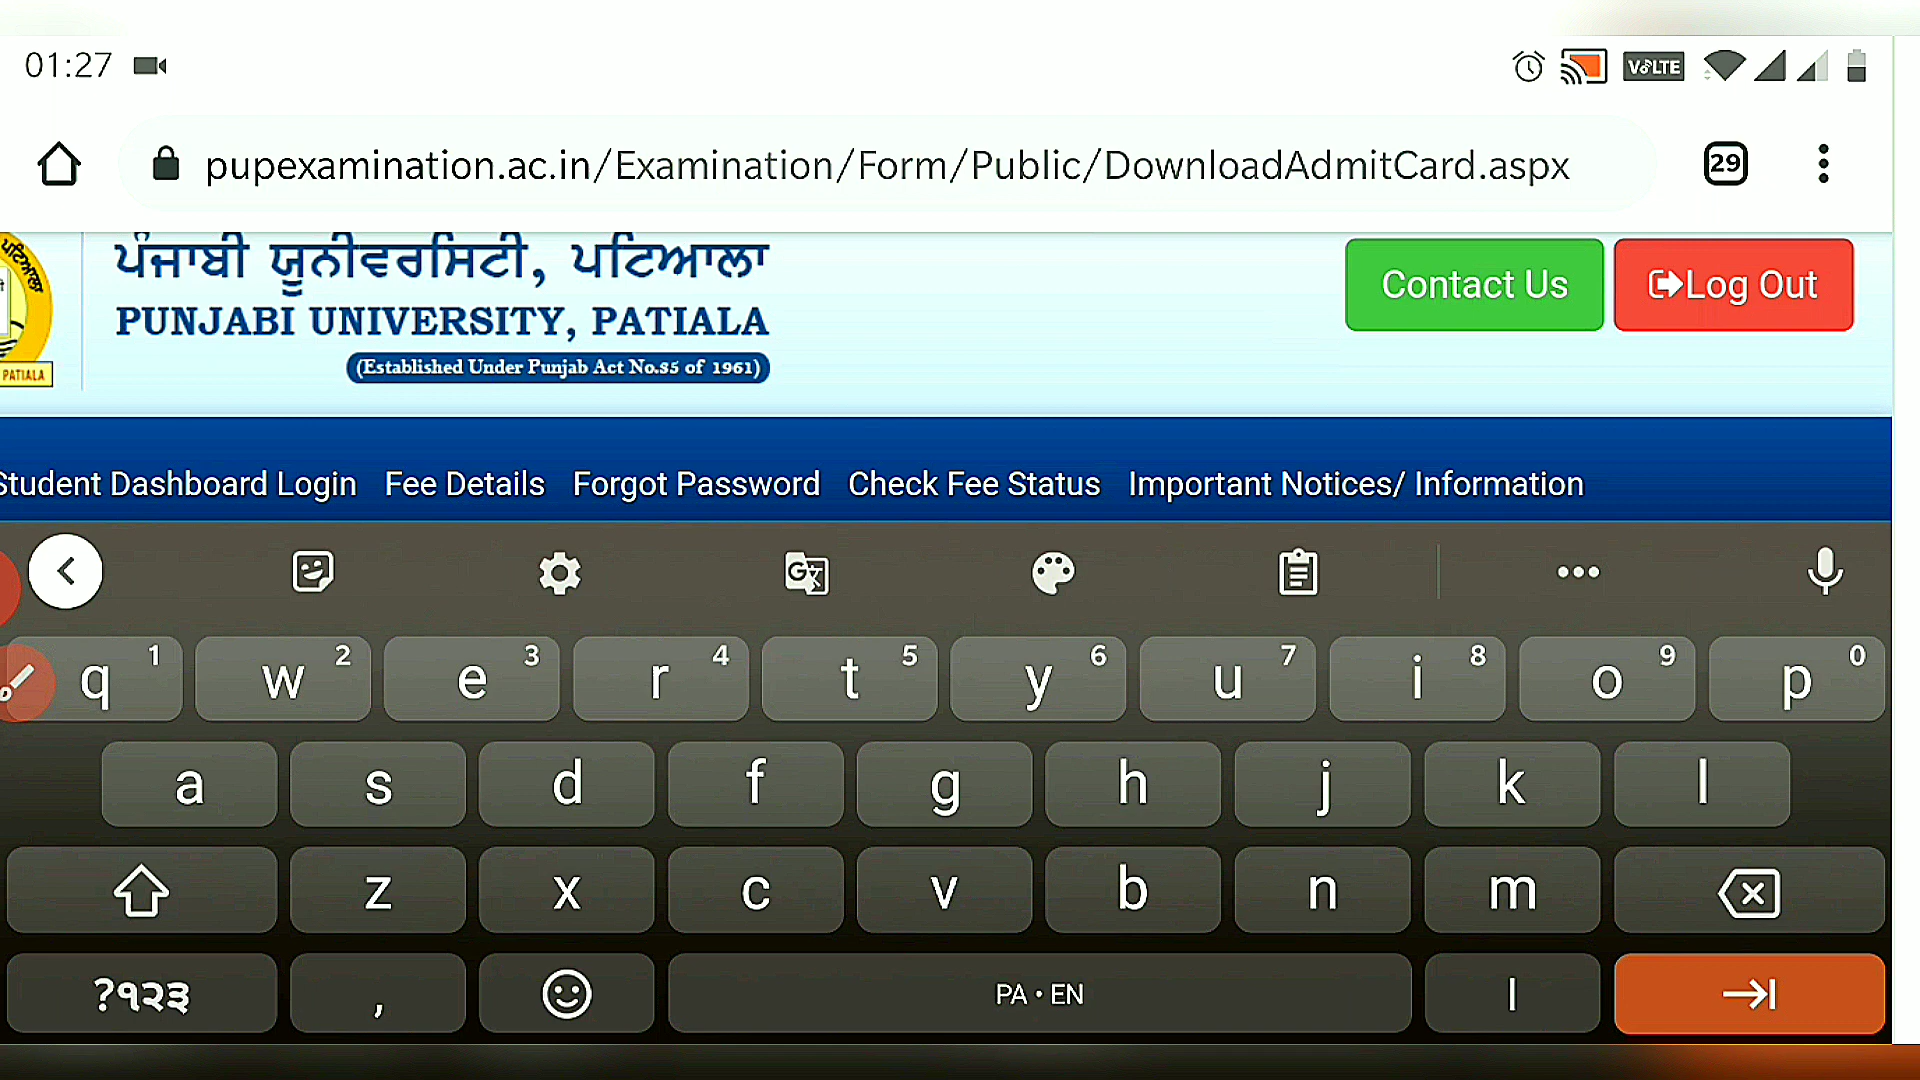 01:27
VoLTE
pupexamination.ac.in/Examination/Form/Public/DownloadAdmitCard.aspx
29
ਪੰਜਾਬੀ ਯੂਨੀਵਰਸਿਟੀ, ਪਟਿਆਲਾ
PUNJABI UNIVERSITY, PATIALA
(Established Under Punjab Act No.35 of 1961)
ਪਟਿਆਲਾ
PATIALA
Contact Us
Log Out
Student Dashboard Login Fee Details Forgot Password Check Fee Status Important Notices/ Information
q 1 w 2 e 3 r 4 t 5 y 6 u 7 i 8 o 9 p 0
a s d f g h j k l
z x c v b n m
?੧੨੩ , PA • EN |